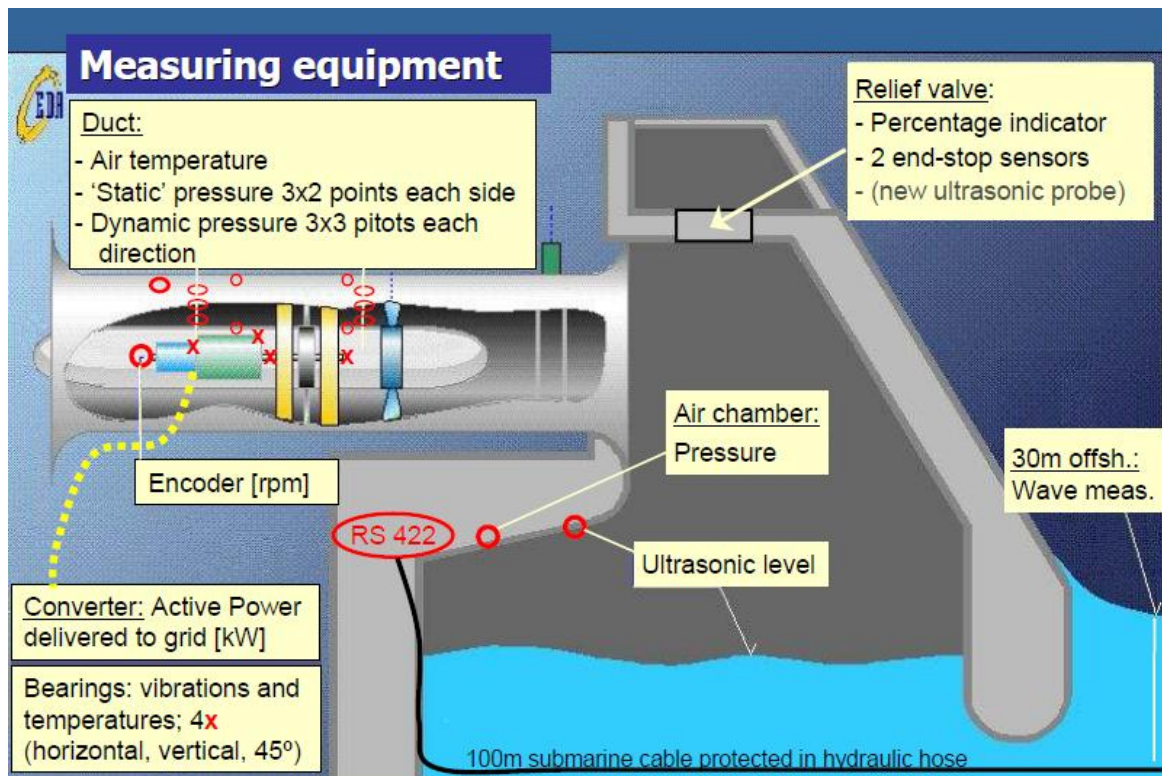 Measuring equipment
EDA
Duct:
- Air temperature
- ‘Static’ pressure 3x2 points each side
- Dynamic pressure 3x3 pitots each
direction
Relief valve:
- Percentage indicator
- 2 end-stop sensors
- (new ultrasonic probe)
x
x
x
x
Air chamber:
Pressure
30m offsh.:
Wave meas.
Encoder [rpm]
RS 422
Ultrasonic level
Converter: Active Power
delivered to grid [kW]
Bearings: vibrations and
temperatures; 4x
(horizontal, vertical, 45º)
100m submarine cable protected in hydraulic hose